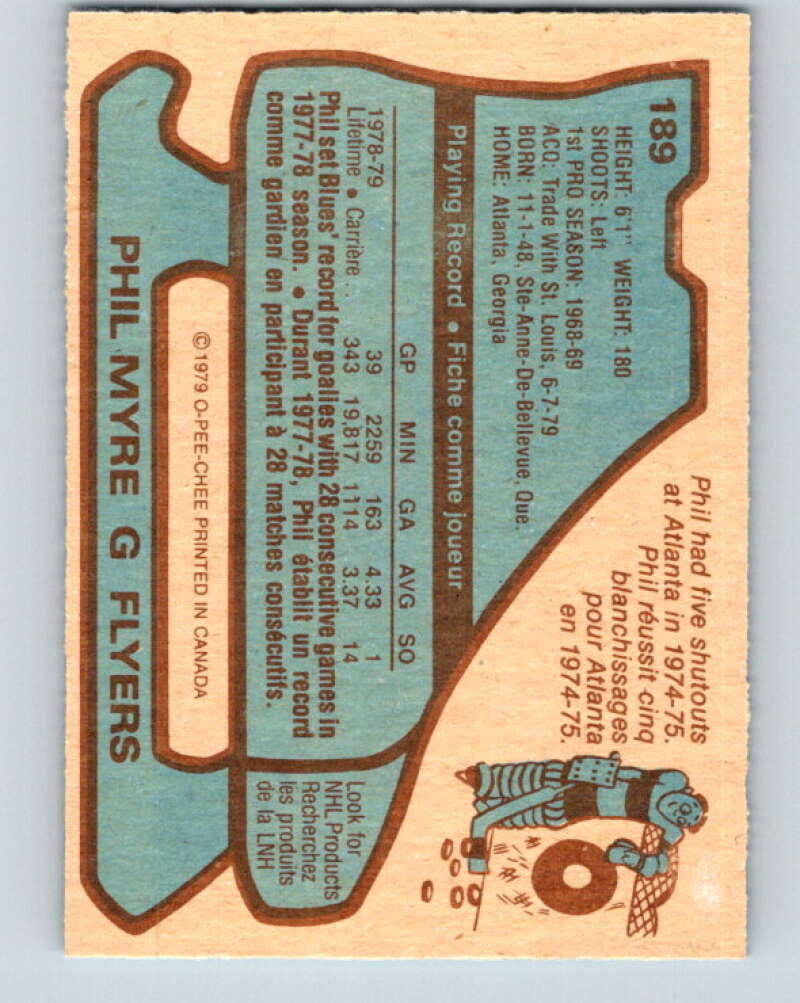 189
HEIGHT: 6'1" WEIGHT: 180
SHOOTS: Left
1st PRO SEASON: 1968-69
ACQ: Trade With St. Louis, 6-7-79
BORN: 11-1-48, Ste-Anne-De-Bellevue, Que.
HOME: Atlanta, Georgia
Phil had five shutouts
at Atlanta in 1974-75.
Phil réussit cinq
blanchissages
pour Atlanta
en 1974-75.
Playing Record • Fiche comme joueur
GP MIN GA AVG SO
1978-79 39 2259 163 4.33 1
Lifetime • Carrière . . 343 19,817 1114 3.37 14
Phil set Blues' record for goalies with 28 consecutive games in
1977-78 season. • Durant 1977-78, Phil établit un record
comme gardien en participant à 28 matches consécutifs.
Look for
NHL Products
Recherchez
les produits
de la LNH
©1979 O-PEE-CHEE PRINTED IN CANADA
PHIL MYRE G FLYERS